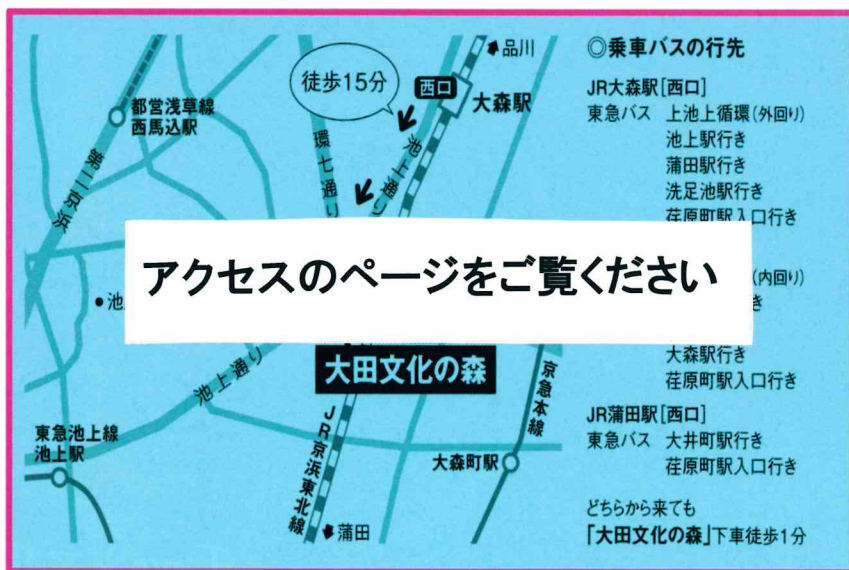 品川
徒歩15分
西口
大森駅
都営浅草線
西馬込駅
第二京浜
環七通り
池上通り
アクセスのページをご覧ください
池
池上通り
大田文化の森
東急池上線
池上駅
JR京浜東北線
京急本線
大森町駅
蒲田
◎乗車バスの行先
JR大森駅[西口]
東急バス 上池上循環(外回り)
池上駅行き
蒲田駅行き
洗足池駅行き
荏原町駅入口行き
(内回り)
き
大森駅行き
荏原町駅入口行き
JR蒲田駅[西口]
東急バス 大井町駅行き
荏原町駅入口行き
どちらから来ても
「大田文化の森」下車徒歩1分